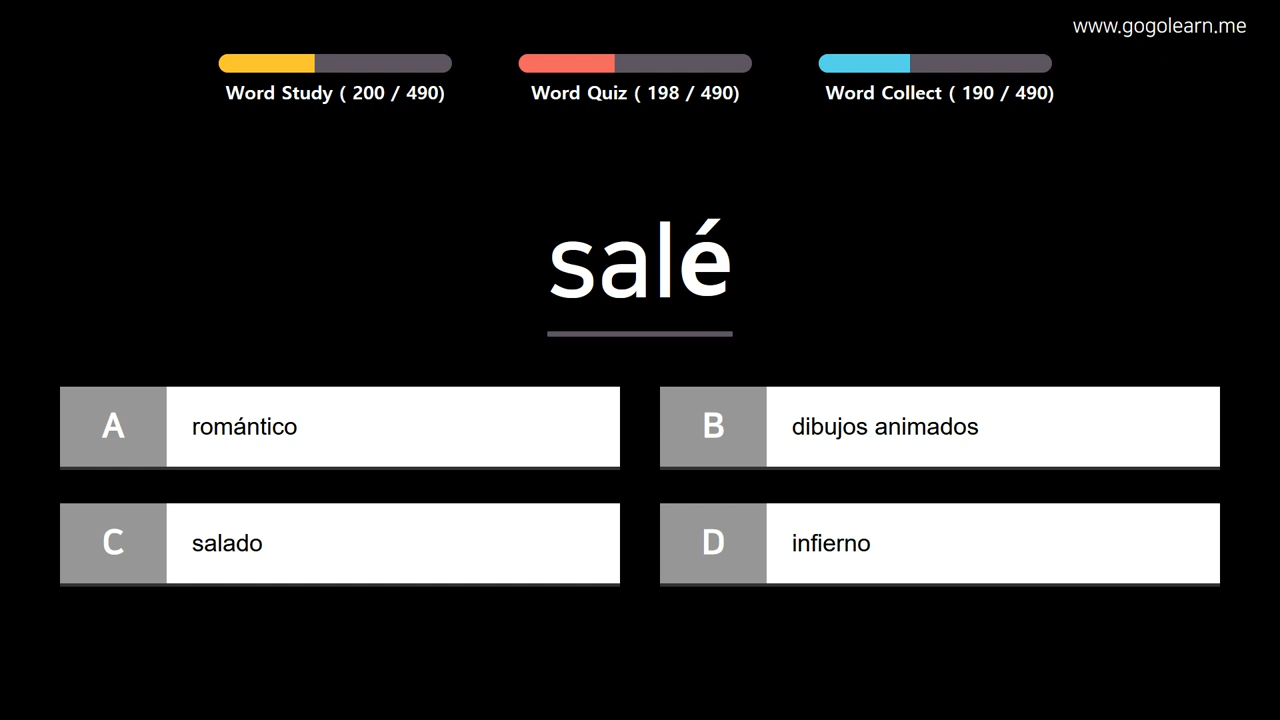 www.gogolearn.me
Word Study ( 200 / 490)
Word Quiz ( 198 / 490)
Word Collect ( 190 / 490)
salé
A romántico
B dibujos animados
C salado
D infierno